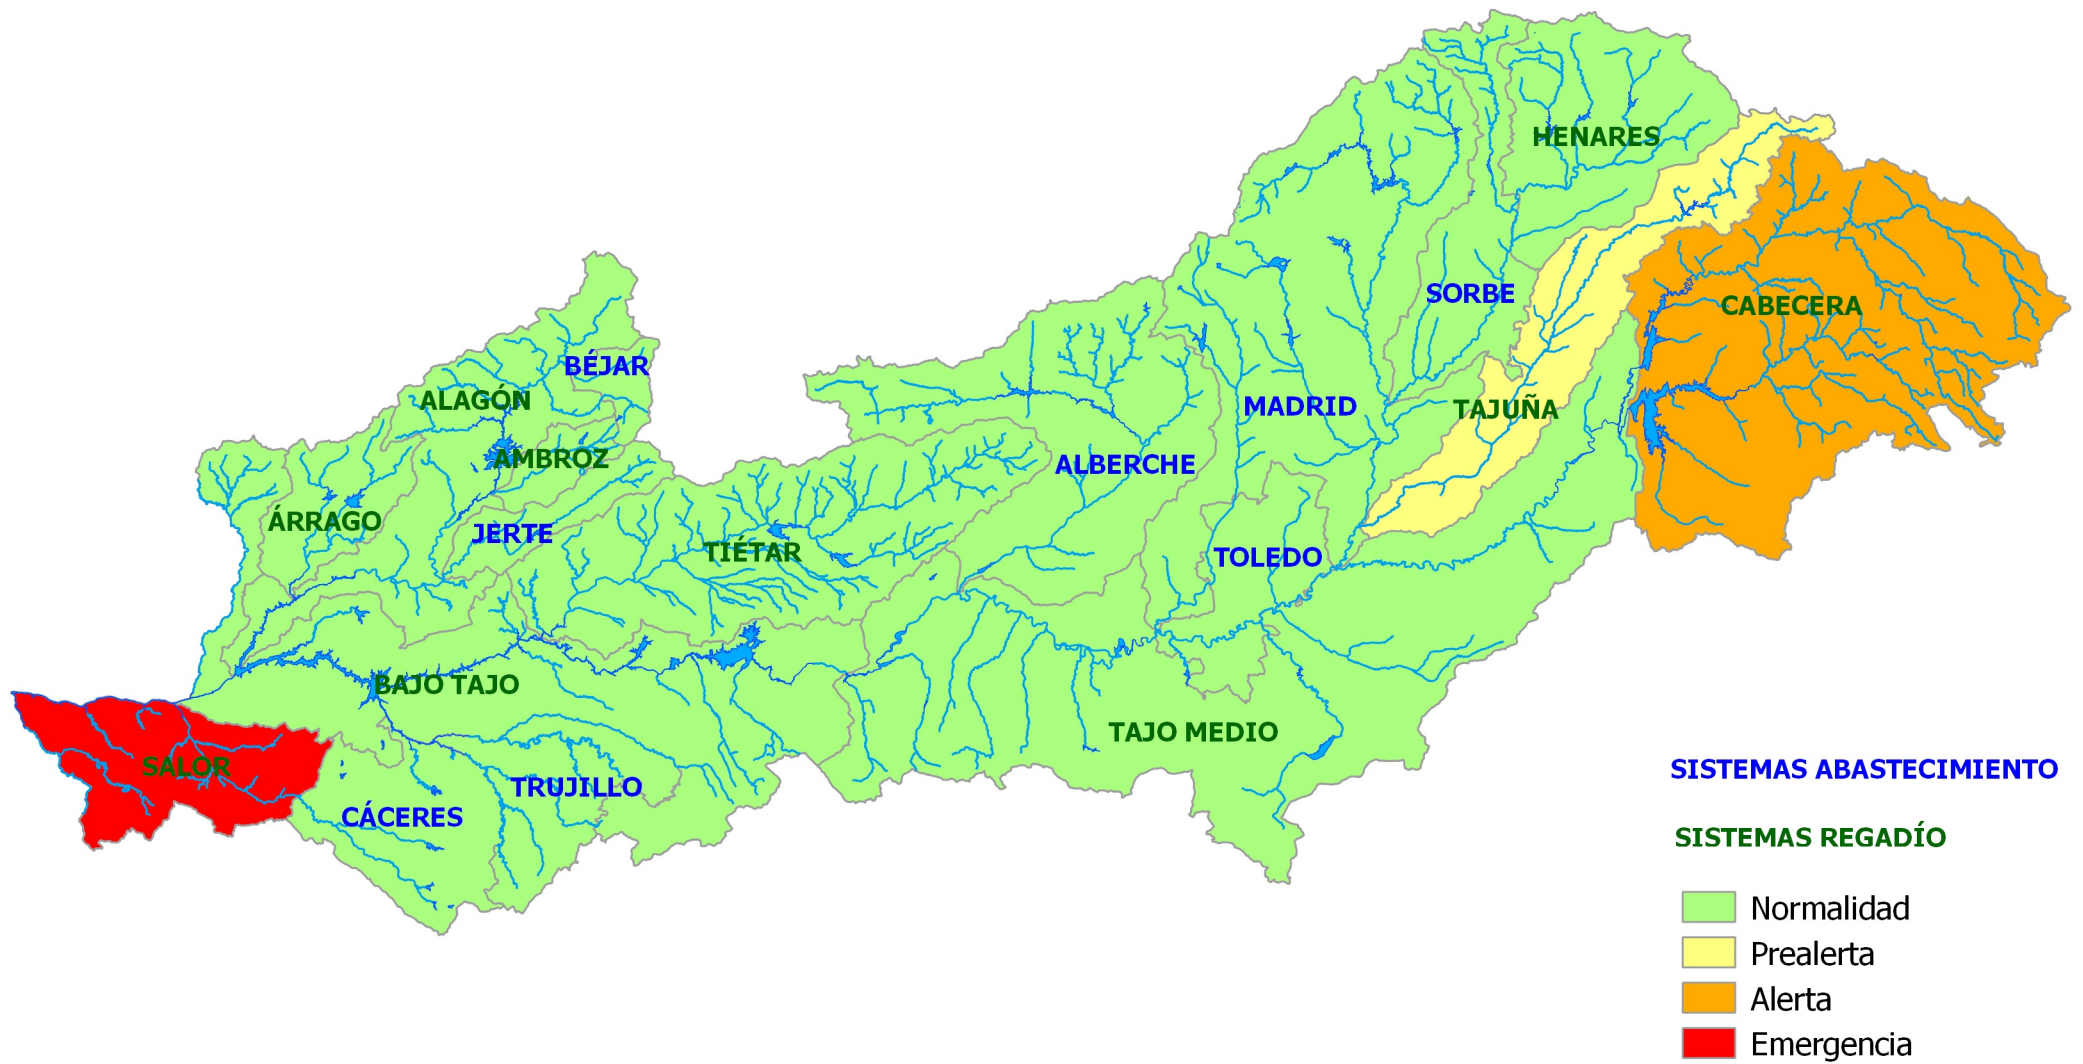 HENARES
SORBE
CABECERA
BÉJAR
ALAGÓN
MADRID
TAJUÑA
AMBROZ
ALBERCHE
ÁRRAGO
JERTE
TIÉTAR
TOLEDO
BAJO TAJO
TAJO MEDIO
SALOR
TRUJILLO
CÁCERES
SISTEMAS ABASTECIMIENTO
SISTEMAS REGADÍO
Normalidad
Prealerta
Alerta
Emergencia